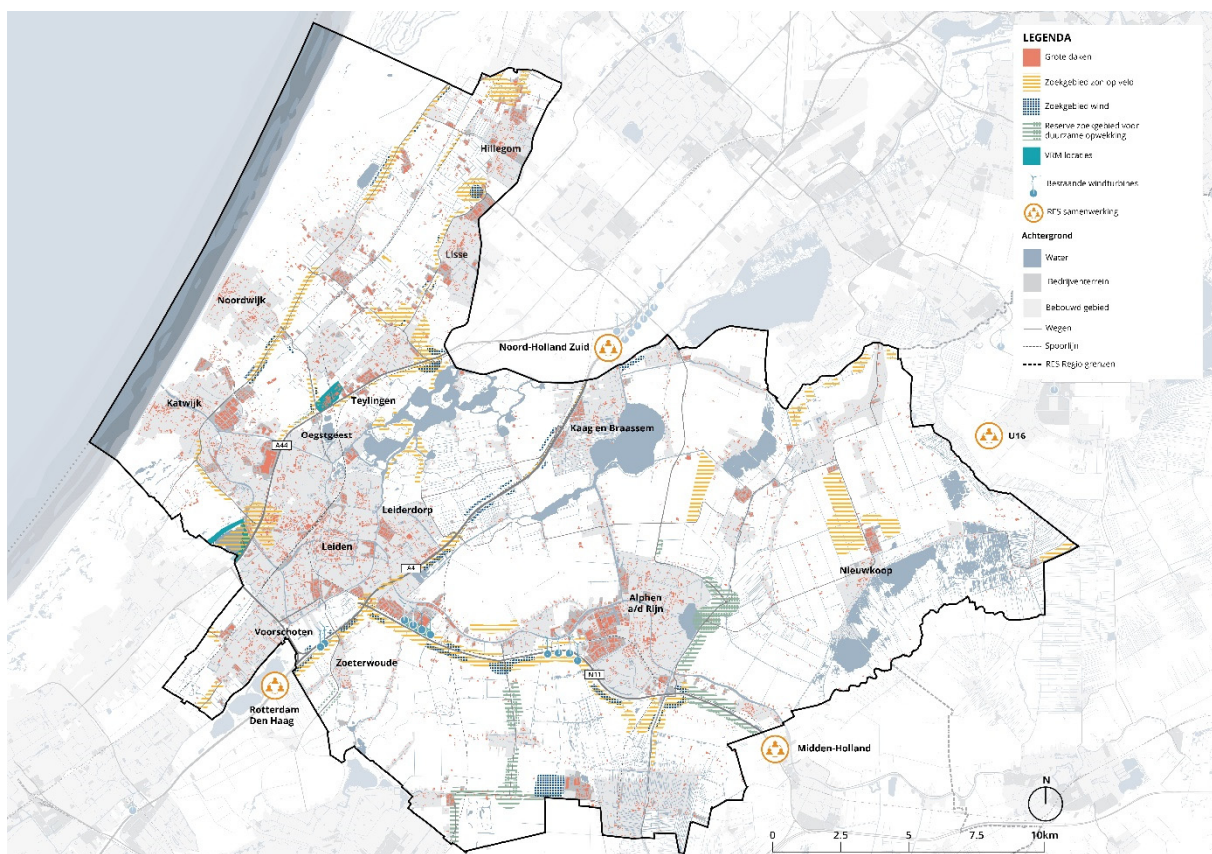 LEGENDA
Grote daken
Zoekgebied zon op veld
Zoekgebied wind
Reserve zoekgebied voor
duurzame opwekking
VRM locaties
Bestaande windturbines
RES samenwerking
Achtergrond
Water
Bedrijventerrein
Bebouwd gebied
Wegen
Spoorlijn
RES Regio grenzen
Hillegom
Lisse
Noordwijk
Noord-Holland Zuid
Teylingen
Katwijk
Kaag en Braassem
Oegstgeest
U16
A44
Leiderdorp
Leiden
A4
Nieuwkoop
Alphen
a/d Rijn
Voorschoten
Zoeterwoude
N11
Rotterdam
Den Haag
Midden-Holland
N
0 2.5 5 7.5 10km